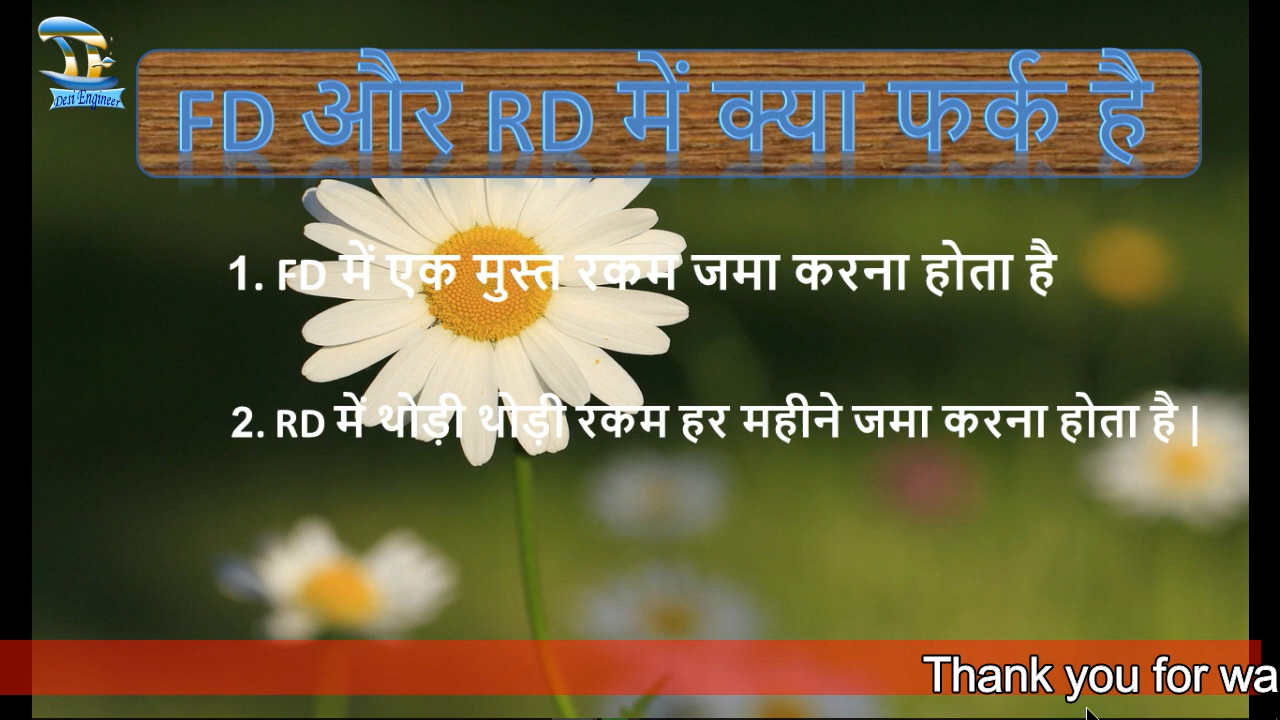 Desi Engineer
FD और RD में क्या फर्क है
1. FD में एक मुस्त रकम जमा करना होता है
2. RD में थोड़ी थोड़ी रकम हर महीने जमा करना होता है |
Thank you for wa